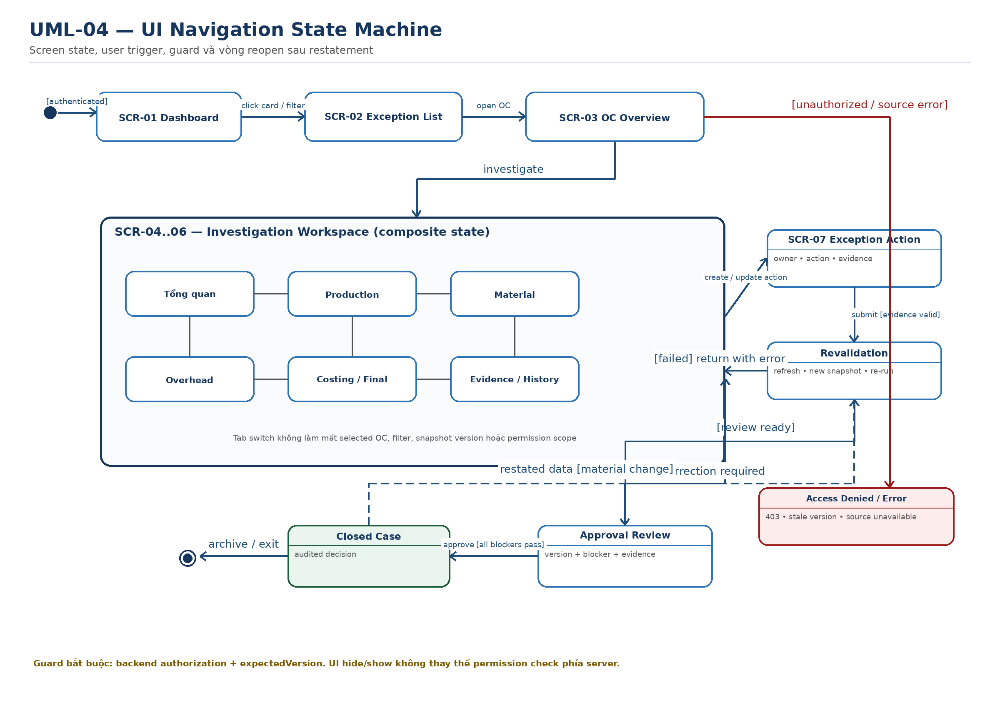 UML-04 — UI Navigation State Machine
Screen state, user trigger, guard và vòng reopen sau restatement
[authenticated]
SCR-01 Dashboard
click card / filter
SCR-02 Exception List
open OC
SCR-03 OC Overview
[unauthorized / source error]
investigate
SCR-04..06 — Investigation Workspace (composite state)
Tổng quan
Production
Material
Overhead
Costing / Final
Evidence / History
Tab switch không làm mất selected OC, filter, snapshot version hoặc permission scope
SCR-07 Exception Action
owner • action • evidence
create / update action
submit [evidence valid]
Revalidation
refresh • new snapshot • re-run
[failed] return with error
[review ready]
restated data [material change]
required
Access Denied / Error
403 • stale version • source unavailable
Closed Case
audited decision
archive / exit
approve [all blockers pass]
Approval Review
version + blocker + evidence
Guard bắt buộc: backend authorization + expectedVersion. UI hide/show không thay thế permission check phía server.